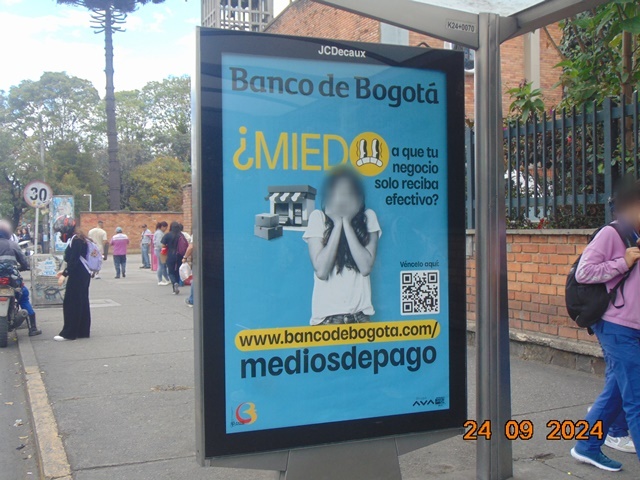 K24+0070
JCDecaux
Banco de Bogotá
¿MIEDO
a que tu
negocio
solo reciba
efectivo?
Véncelo aquí:
www.bancodebogota.com/
mediosdepago
30
24 09 2024